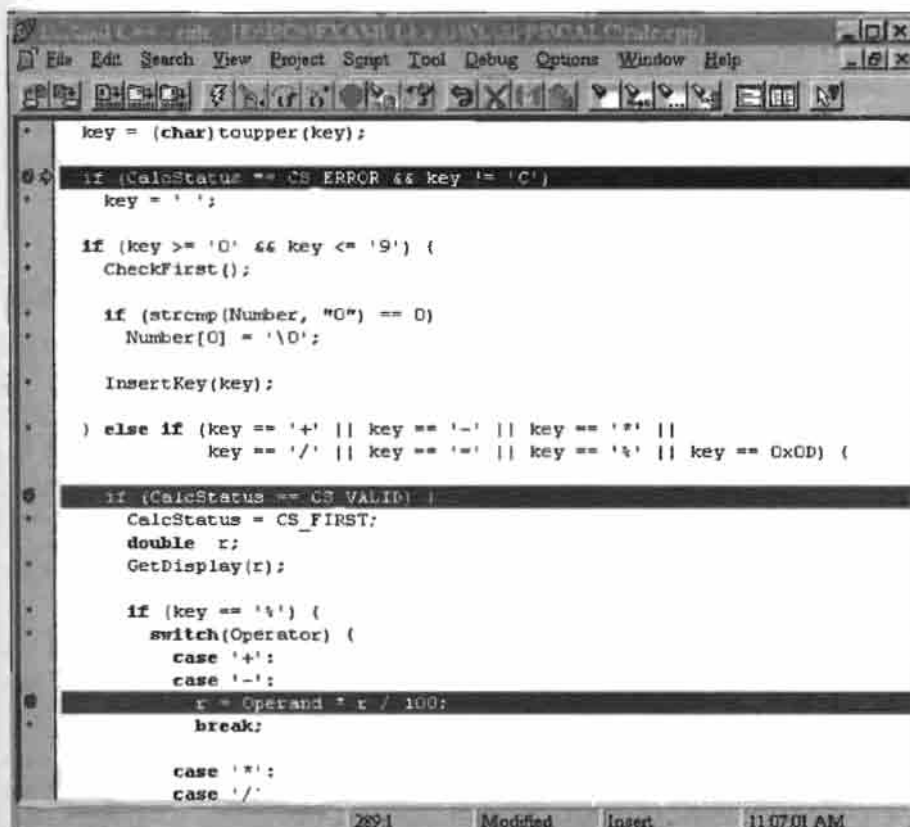 File Edit Search View Project Script Tool Debug Options Window Help
key = (char)toupper(key);
if (CalcStatus == CS_ERROR && key != 'C')
key = ' ';
if (key >= '0' && key <= '9') {
CheckFirst();
if (strcmp(Number, "0") == 0)
Number[0] = '\0';
InsertKey(key);
} else if (key == '+' || key == '-' || key == '*' ||
key == '/' || key == '=' || key == '%' || key == 0x0D) {
if (CalcStatus == CS_VALID) {
CalcStatus = CS_FIRST;
double r;
GetDisplay(r);
if (key == '%') {
switch(Operator) {
case '+':
case '-':
r = Operand * r / 100;
break;
case '*':
case '/'
289:1 Modified Insert 11:07:01 AM